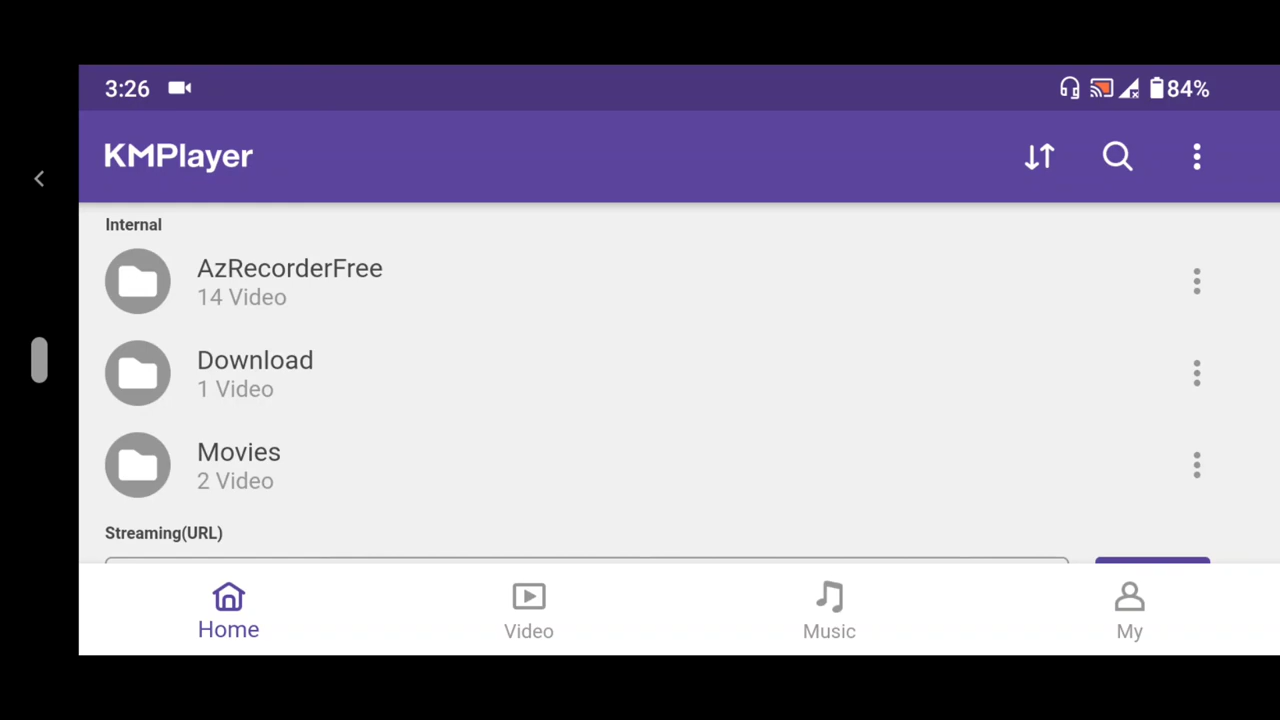 3:26 84%
KMPlayer
Internal
AzRecorderFree
14 Video
Download
1 Video
Movies
2 Video
Streaming(URL)
Home Video Music My